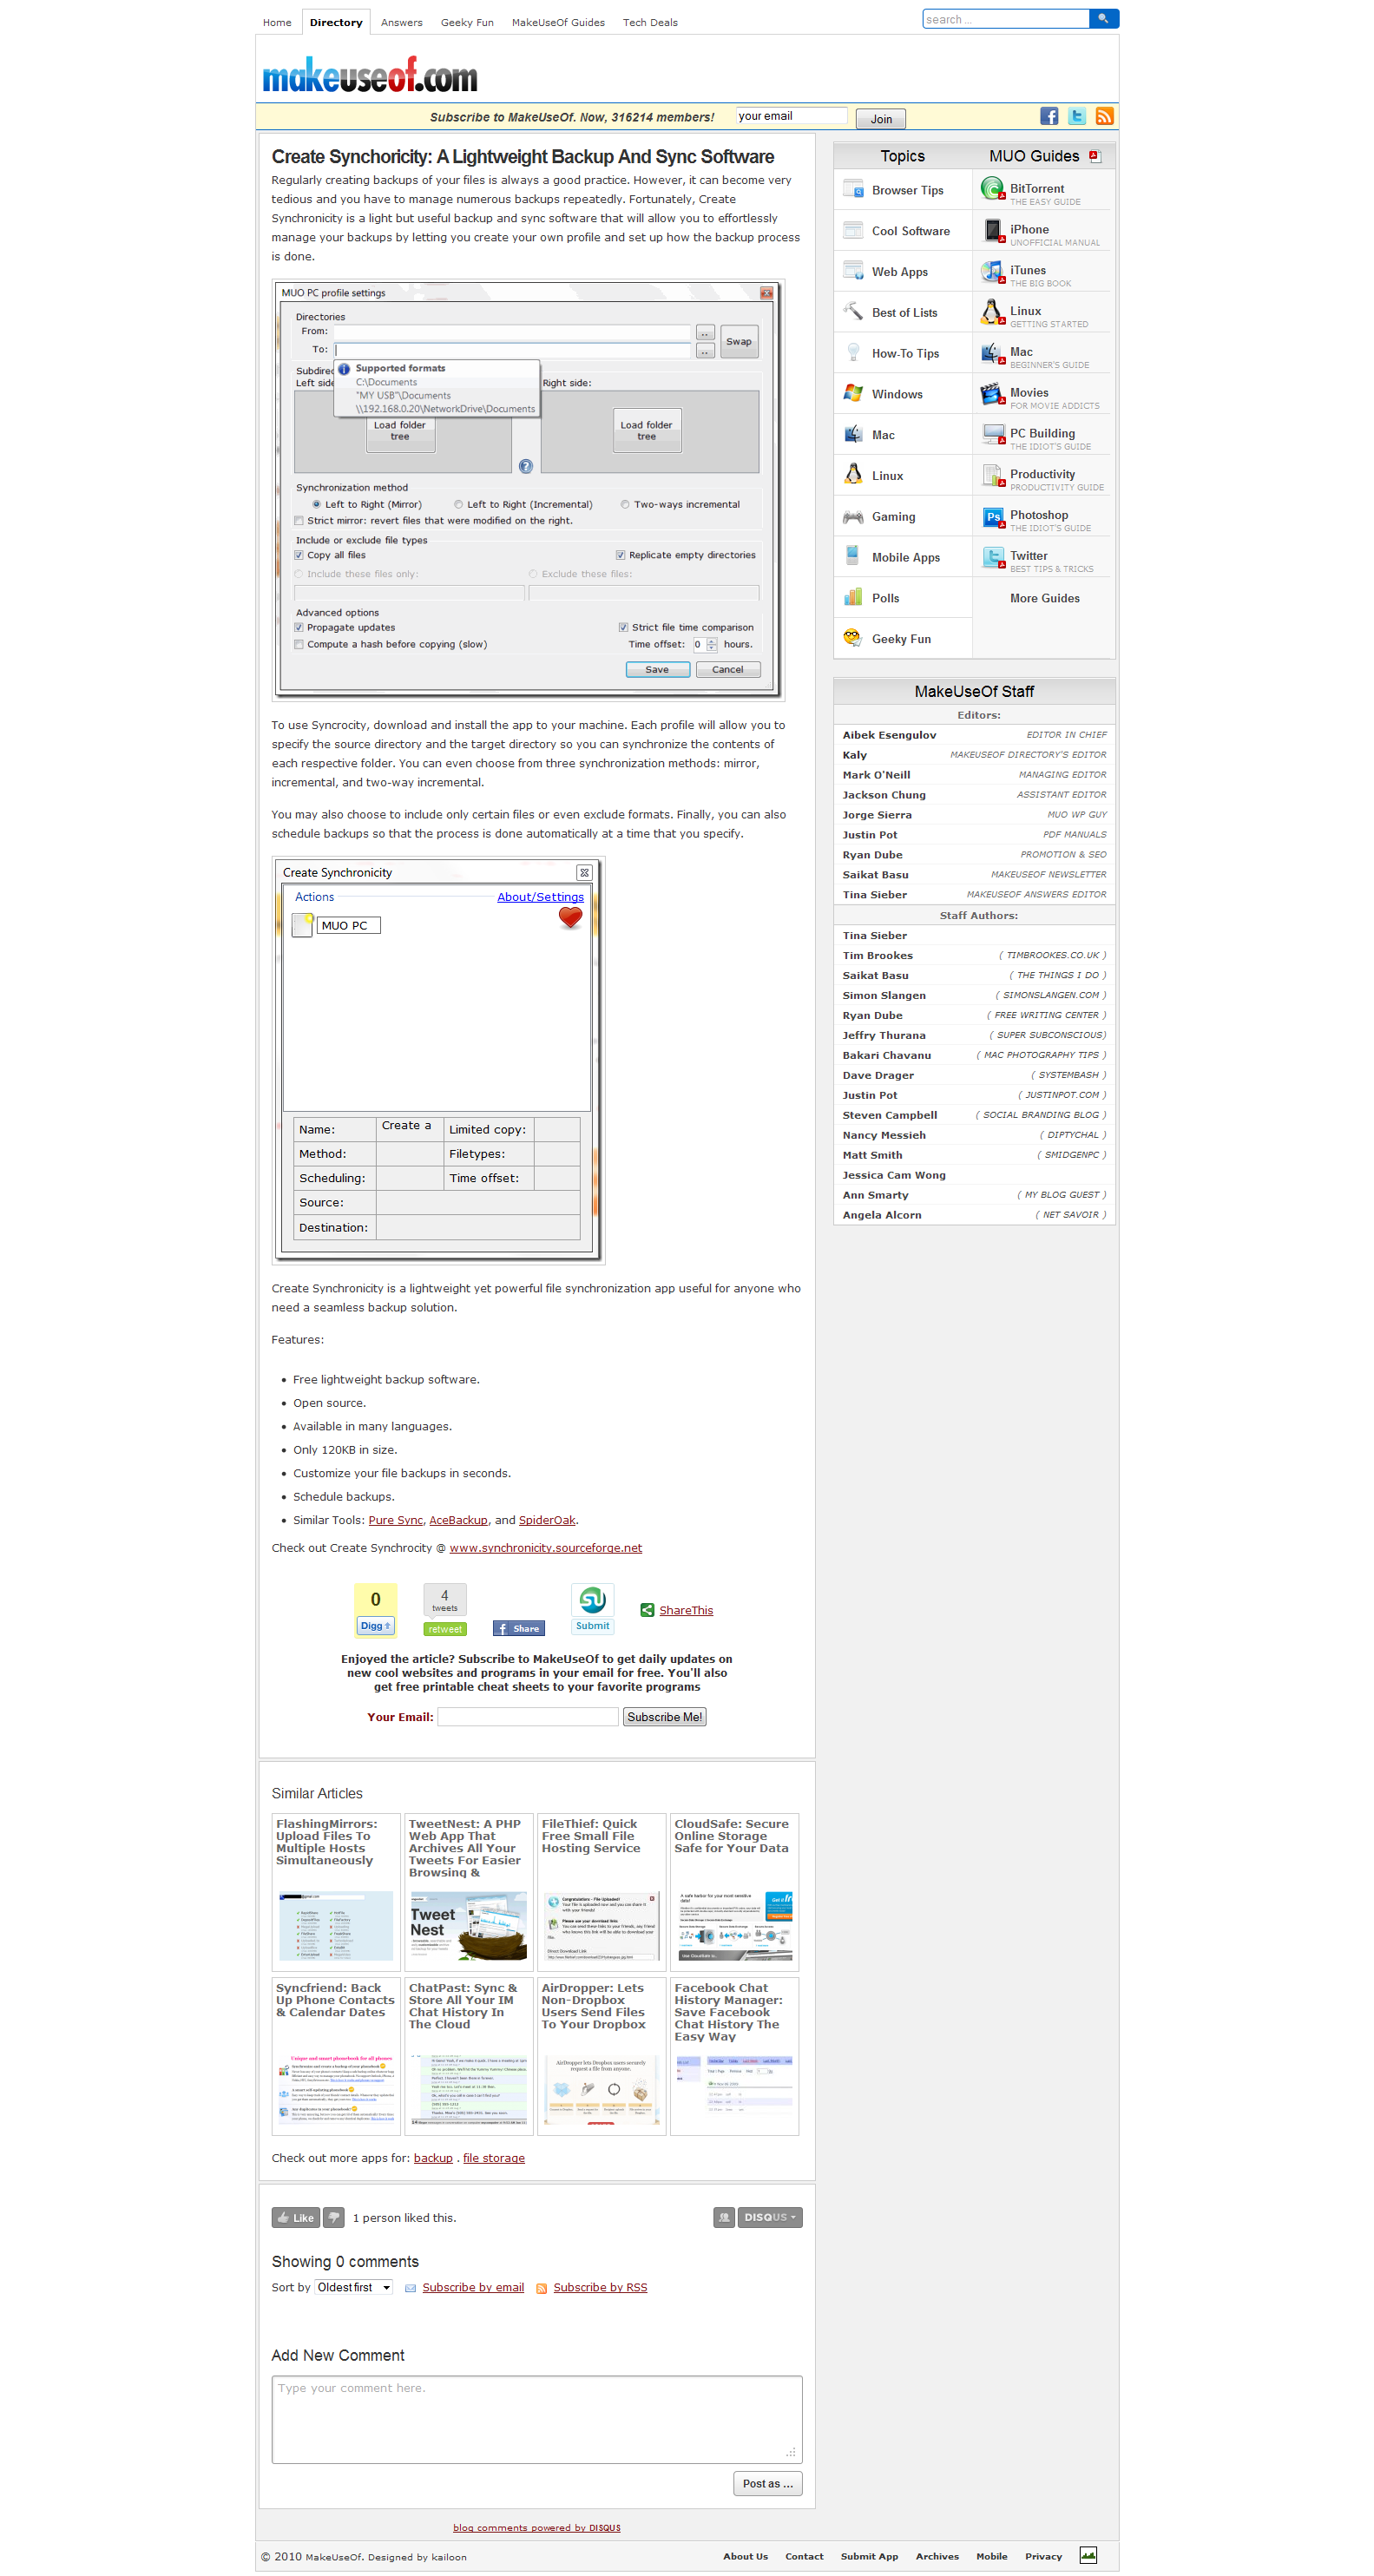 Home Directory Answers Geeky Fun MakeUseOf Guides Tech Deals
search ...
makeuseof.com
Subscribe to MakeUseOf. Now, 316214 members!
your email
Join
Create Synchoricity: A Lightweight Backup And Sync Software
Regularly creating backups of your files is always a good practice. However, it can become very
tedious and you have to manage numerous backups repeatedly. Fortunately, Create
Synchronicity is a light but useful backup and sync software that will allow you to effortlessly
manage your backups by letting you create your own profile and set up how the backup process
is done.
MUO PC profile settings
Directories
From:
To:
..
..
Swap
Subdirec
Left side
Right side:
Supported formats
C:\Documents
"MY USB"\Documents
\\192.168.0.20\NetworkDrive\Documents
Load folder
tree
Load folder
tree
Synchronization method
Left to Right (Mirror) Left to Right (Incremental) Two-ways incremental
Strict mirror: revert files that were modified on the right.
Include or exclude file types
Copy all files Replicate empty directories
Include these files only: Exclude these files:
Advanced options
Propagate updates Strict file time comparison
Compute a hash before copying (slow) Time offset: 0 hours.
Save Cancel
To use Syncrocity, download and install the app to your machine. Each profile will allow you to
specify the source directory and the target directory so you can synchronize the contents of
each respective folder. You can even choose from three synchronization methods: mirror,
incremental, and two-way incremental.
You may also choose to include only certain files or even exclude formats. Finally, you can also
schedule backups so that the process is done automatically at a time that you specify.
Create Synchronicity
Actions About/Settings
MUO PC
Name: Create a Limited copy:
Method: Filetypes:
Scheduling: Time offset:
Source:
Destination:
Create Synchronicity is a lightweight yet powerful file synchronization app useful for anyone who
need a seamless backup solution.
Features:
Free lightweight backup software.
Open source.
Available in many languages.
Only 120KB in size.
Customize your file backups in seconds.
Schedule backups.
Similar Tools: Pure Sync, AceBackup, and SpiderOak.
Check out Create Synchrocity @ www.synchronicity.sourceforge.net
0
Digg
4
tweets
retweet
Share
Submit
ShareThis
Enjoyed the article? Subscribe to MakeUseOf to get daily updates on
new cool websites and programs in your email for free. You'll also
get free printable cheat sheets to your favorite programs
Your Email: Subscribe Me!
Similar Articles
FlashingMirrors:
Upload Files To
Multiple Hosts
Simultaneously
TweetNest: A PHP
Web App That
Archives All Your
Tweets For Easier
Browsing &
Tweet
Nest
FileThief: Quick
Free Small File
Hosting Service
CloudSafe: Secure
Online Storage
Safe for Your Data
Syncfriend: Back
Up Phone Contacts
& Calendar Dates
ChatPast: Sync &
Store All Your IM
Chat History In
The Cloud
AirDropper: Lets
Non-Dropbox
Users Send Files
To Your Dropbox
Facebook Chat
History Manager:
Save Facebook
Chat History The
Easy Way
Check out more apps for: backup . file storage
Like
1 person liked this.
DISQUS
Showing 0 comments
Sort by Oldest first Subscribe by email Subscribe by RSS
Add New Comment
Type your comment here.
Post as ...
blog comments powered by DISQUS
Topics
Browser Tips
Cool Software
Web Apps
Best of Lists
How-To Tips
Windows
Mac
Linux
Gaming
Mobile Apps
Polls
Geeky Fun
MUO Guides
BitTorrent
THE EASY GUIDE
iPhone
UNOFFICIAL MANUAL
iTunes
THE BIG BOOK
Linux
GETTING STARTED
Mac
BEGINNER'S GUIDE
Movies
FOR MOVIE ADDICTS
PC Building
THE IDIOT'S GUIDE
Productivity
PRODUCTIVITY GUIDE
Photoshop
THE IDIOT'S GUIDE
Twitter
BEST TIPS & TRICKS
More Guides
MakeUseOf Staff
Editors:
Aibek Esengulov EDITOR IN CHIEF
Kaly MAKEUSEOF DIRECTORY'S EDITOR
Mark O'Neill MANAGING EDITOR
Jackson Chung ASSISTANT EDITOR
Jorge Sierra MUO WP GUY
Justin Pot PDF MANUALS
Ryan Dube PROMOTION & SEO
Saikat Basu MAKEUSEOF NEWSLETTER
Tina Sieber MAKEUSEOF ANSWERS EDITOR
Staff Authors:
Tina Sieber
Tim Brookes ( TIMBROOKES.CO.UK )
Saikat Basu ( THE THINGS I DO )
Simon Slangen ( SIMONSLANGEN.COM )
Ryan Dube ( FREE WRITING CENTER )
Jeffry Thurana ( SUPER SUBCONSCIOUS)
Bakari Chavanu ( MAC PHOTOGRAPHY TIPS )
Dave Drager ( SYSTEMBASH )
Justin Pot ( JUSTINPOT.COM )
Steven Campbell ( SOCIAL BRANDING BLOG )
Nancy Messieh ( DIPTYCHAL )
Matt Smith ( SMIDGENPC )
Jessica Cam Wong
Ann Smarty ( MY BLOG GUEST )
Angela Alcorn ( NET SAVOIR )
© 2010 MakeUseOf. Designed by kailoon
About Us Contact Submit App Archives Mobile Privacy